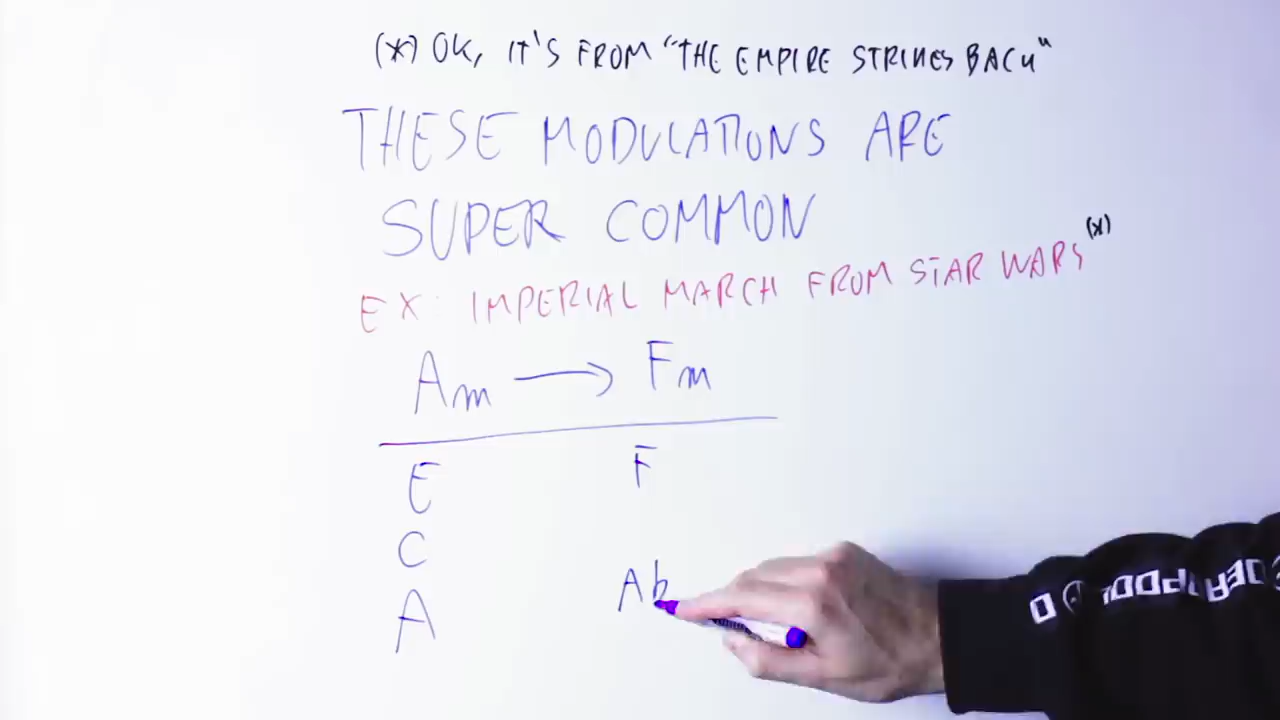 (*) OK, IT'S FROM "THE EMPIRE STRIKES BACK"
THESE MODULATIONS ARE
SUPER COMMON
EX: IMPERIAL MARCH FROM STAR WARS (*)
Am → Fm
E F
C
A Ab